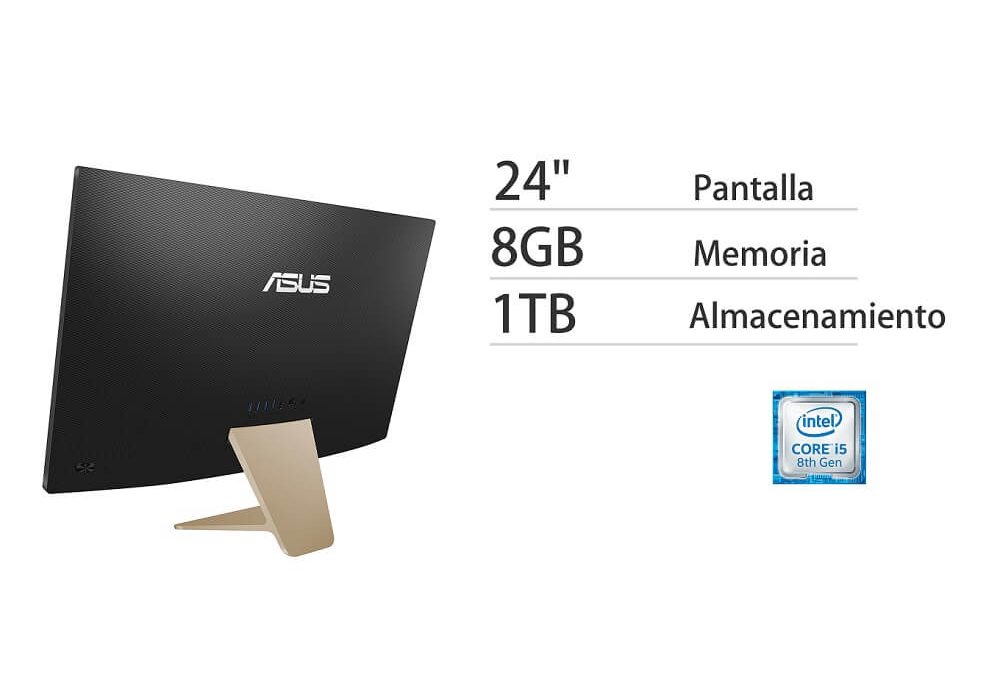 ASUS
24" Pantalla
8GB Memoria
1TB Almacenamiento
intel
CORE i5
8th Gen